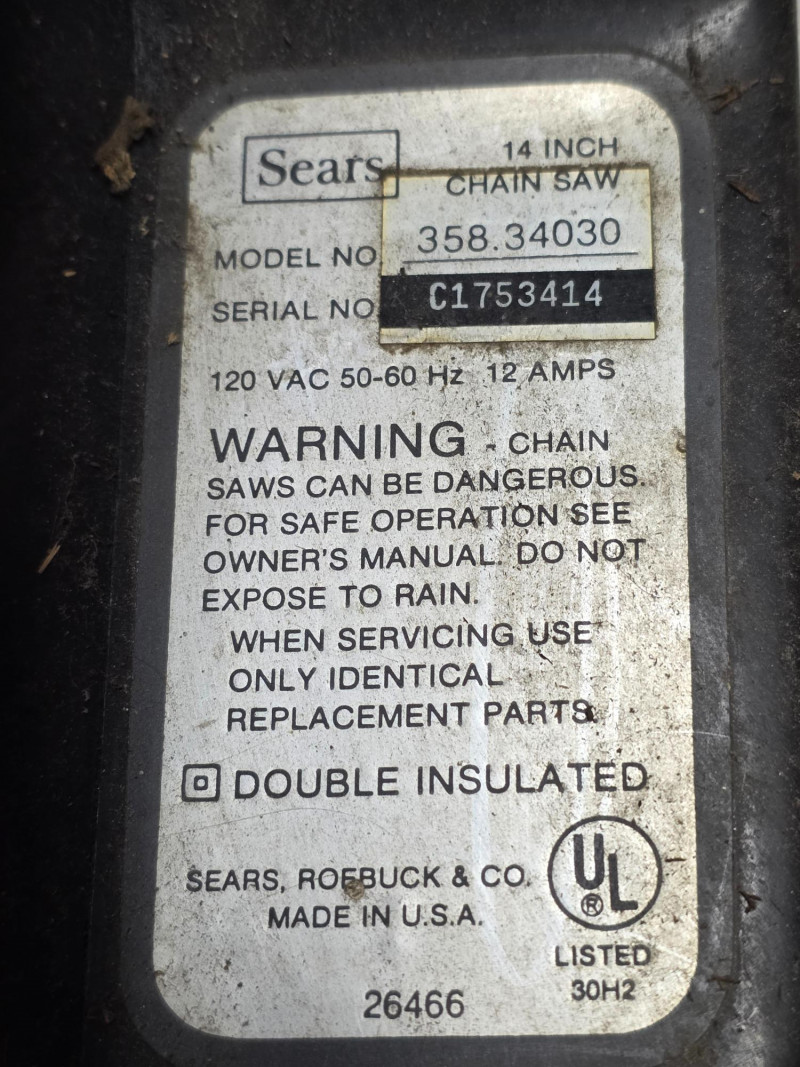 Sears
14 INCH
CHAIN SAW
MODEL NO. 358.34030
SERIAL NO. C1753414
120 VAC 50-60 Hz 12 AMPS
WARNING - CHAIN
SAWS CAN BE DANGEROUS.
FOR SAFE OPERATION SEE
OWNER'S MANUAL. DO NOT
EXPOSE TO RAIN.
WHEN SERVICING USE
ONLY IDENTICAL
REPLACEMENT PARTS.
DOUBLE INSULATED
SEARS, ROEBUCK & CO.
MADE IN U.S.A.
UL ®
LISTED
30H2
26466